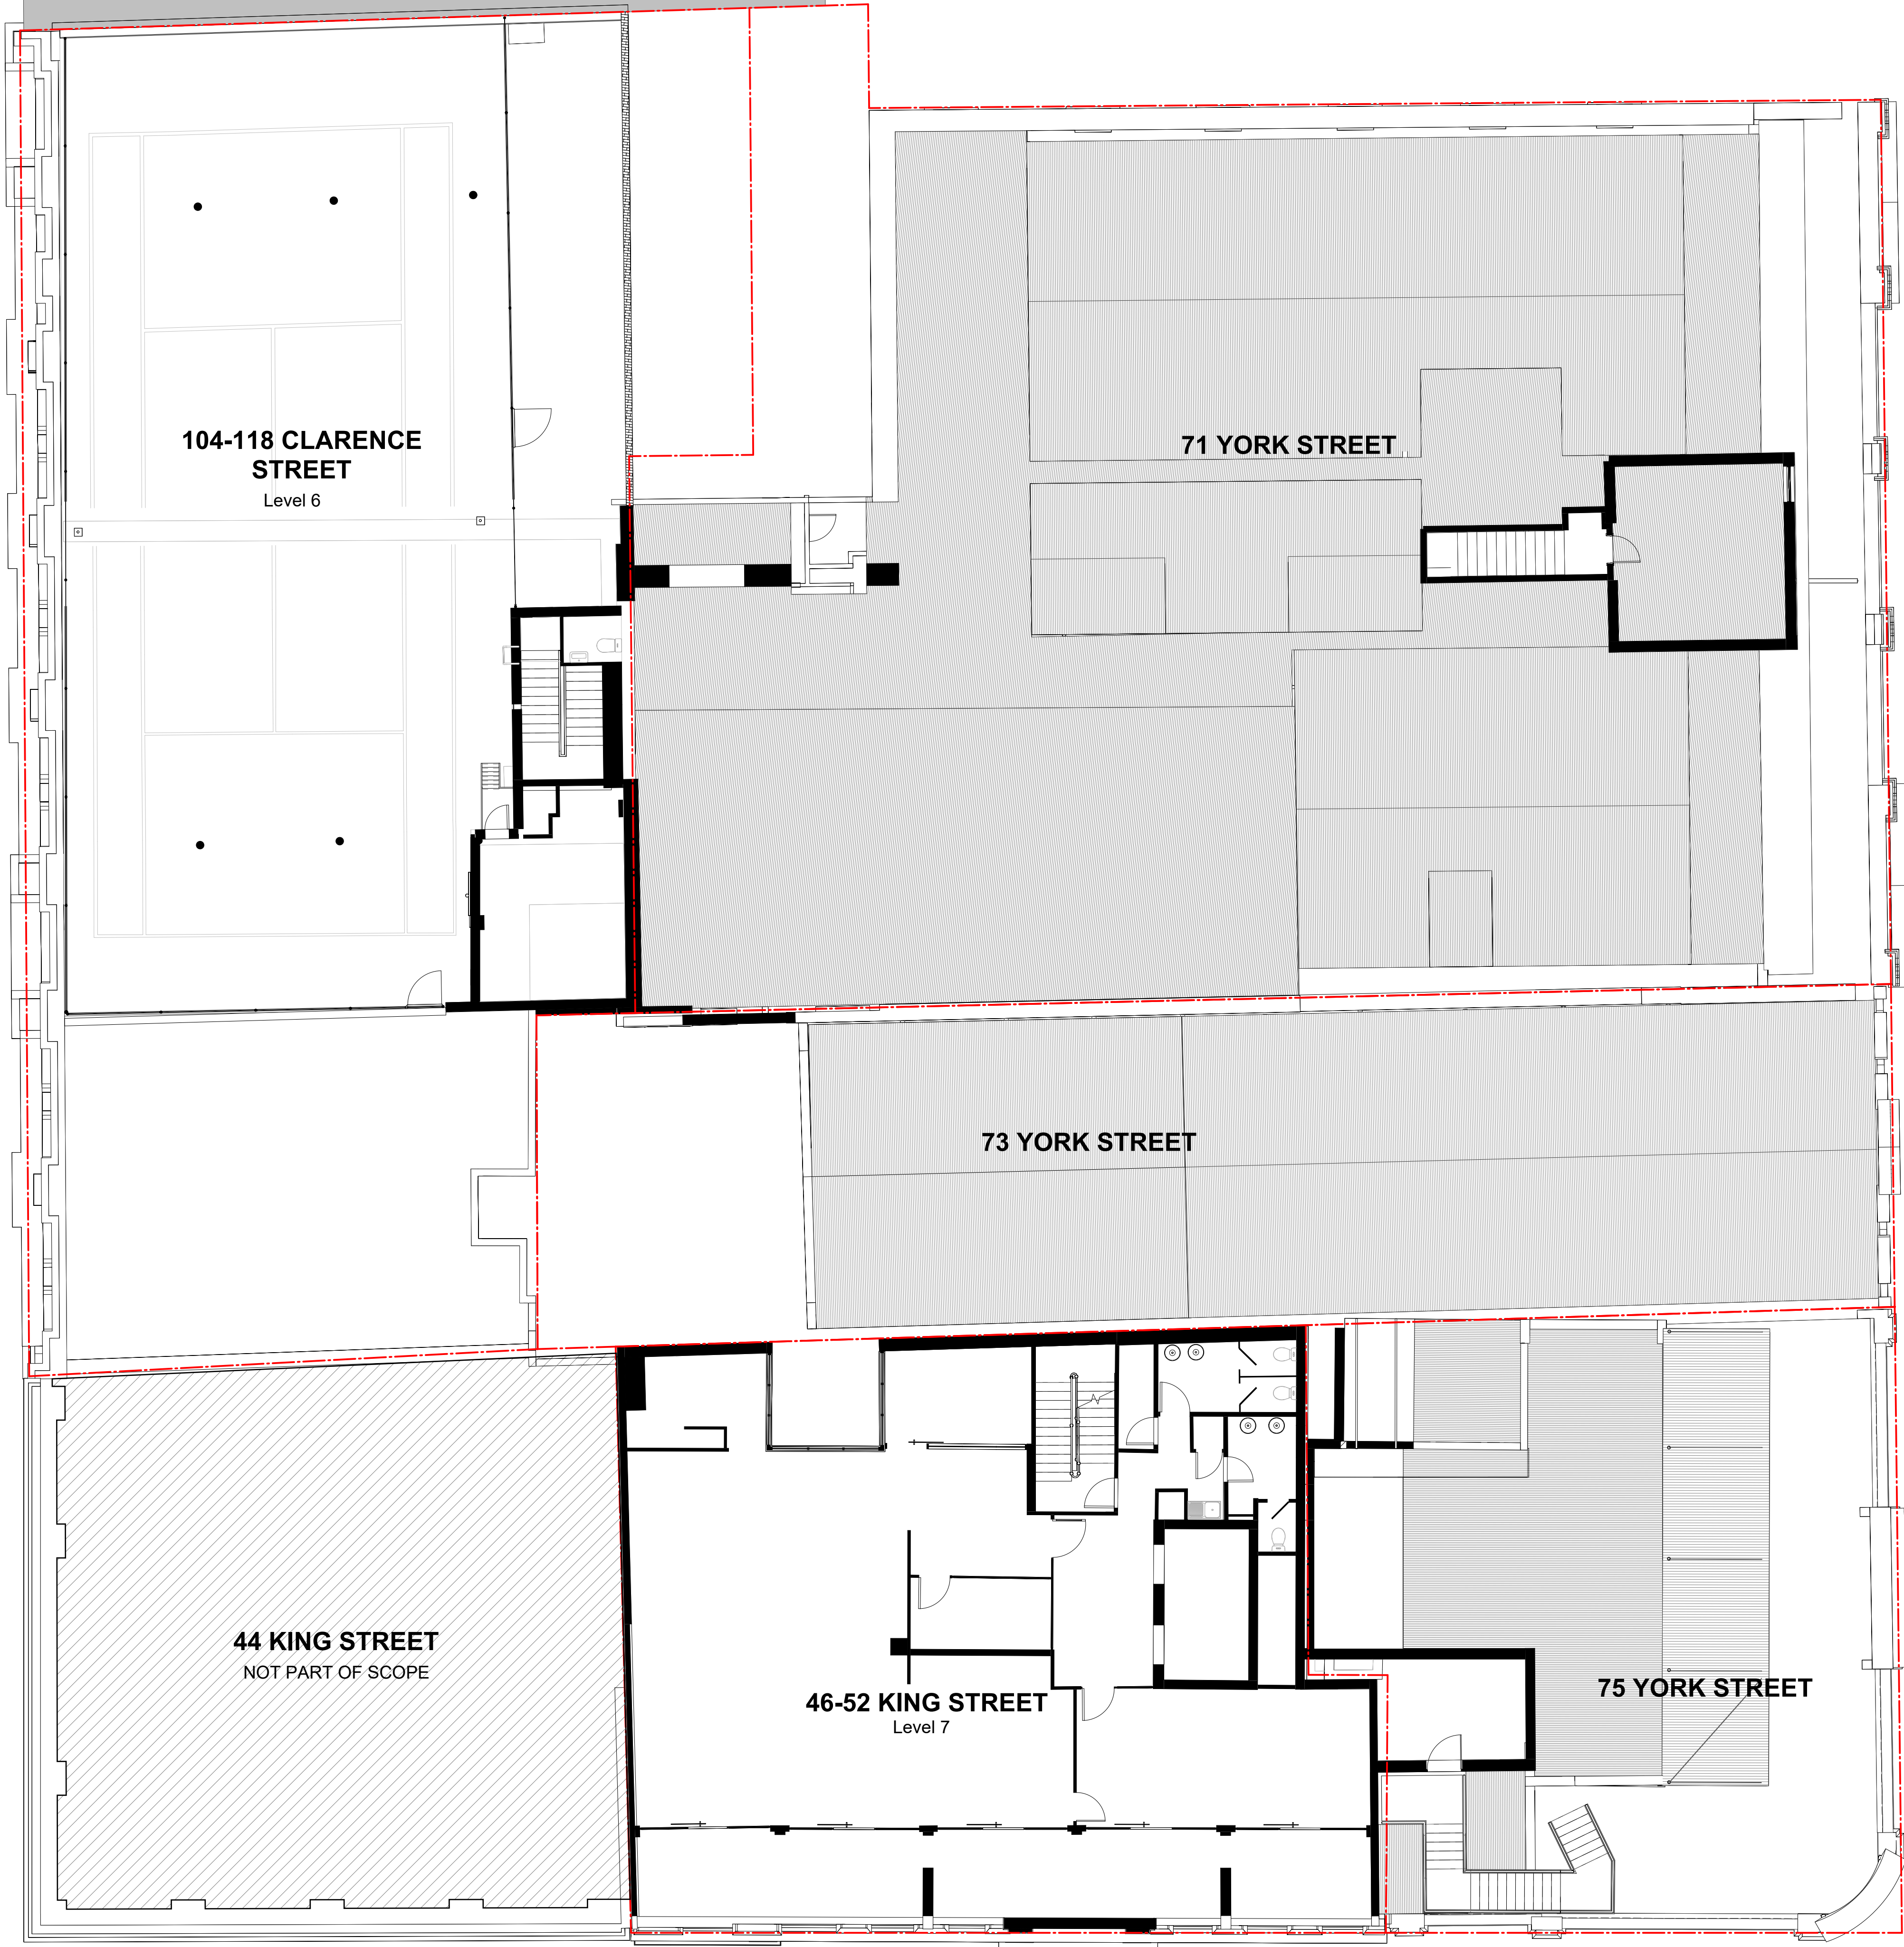 104-118 CLARENCE
STREET
Level 6
71 YORK STREET
73 YORK STREET
44 KING STREET
NOT PART OF SCOPE
46-52 KING STREET
Level 7
75 YORK STREET